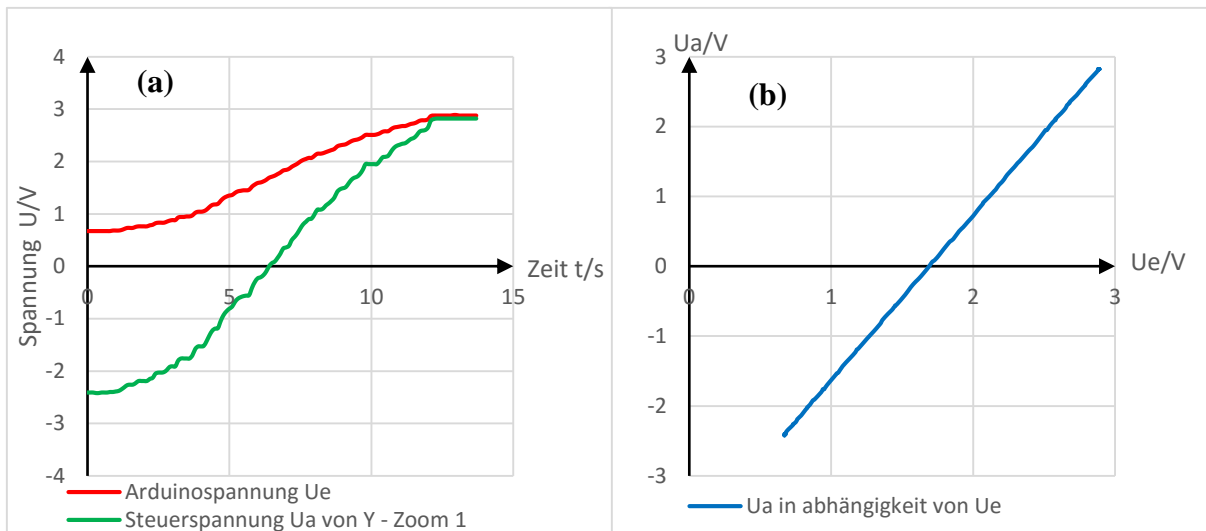 (a)
4
3
2
1
0
-1
-2
-3
-4
0
5
10
15
Spannung U/V
Zeit t/s
Arduinospannung Ue
Steuerspannung Ua von Y - Zoom 1
(b)
Ua/V
3
2
1
0
-1
-2
-3
0
1
2
3
Ue/V
Ua in abhängigkeit von Ue